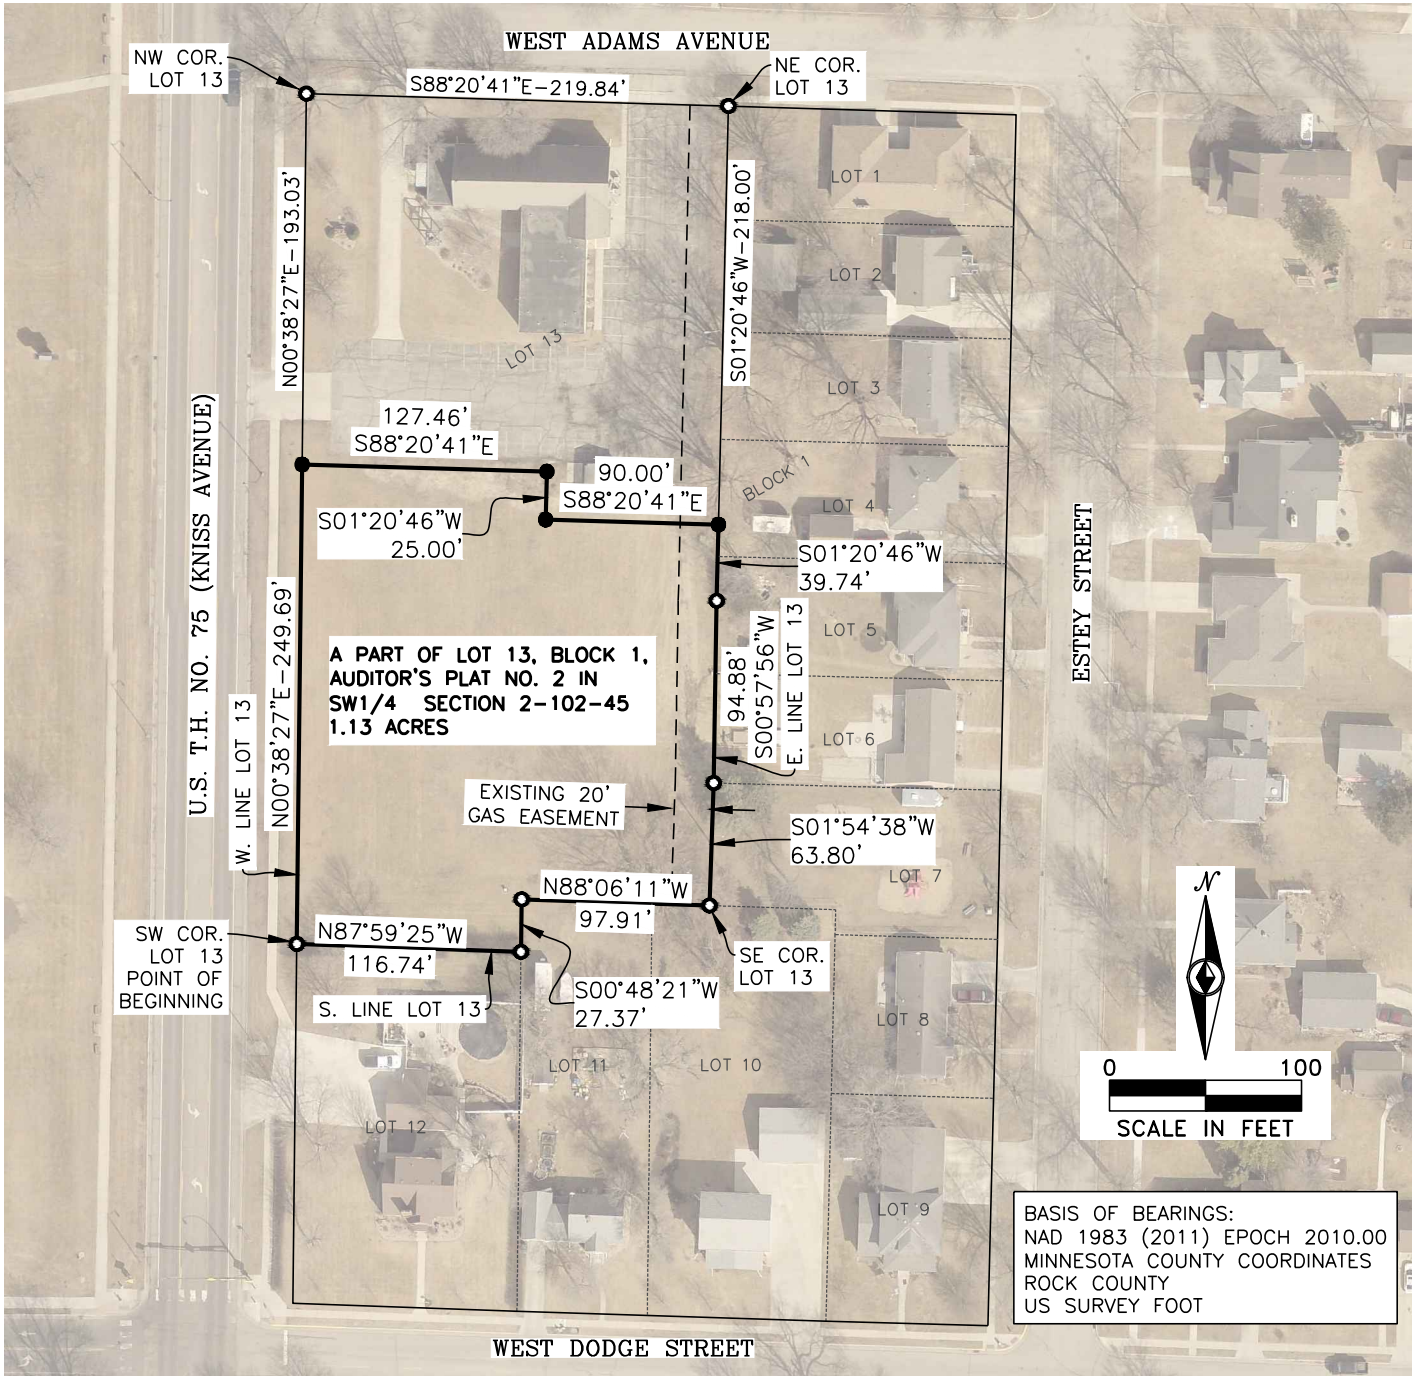 WEST ADAMS AVENUE
NW COR.
LOT 13
S88°20'41"E-219.84'
NE COR.
LOT 13
N00°38'27"E-193.03'
S01°20'46"W-218.00'
LOT 1
LOT 2
LOT 3
LOT 13
127.46'
S88°20'41"E
90.00'
S88°20'41"E
BLOCK 1
LOT 4
S01°20'46"W
25.00'
S01°20'46"W
39.74'
U.S. T.H. NO. 75 (KNISS AVENUE)
ESTEY STREET
W. LINE LOT 13
N00°38'27"E-249.69'
A PART OF LOT 13, BLOCK 1,
AUDITOR'S PLAT NO. 2 IN
SW1/4 SECTION 2-102-45
1.13 ACRES
94.88'
S00°57'56"W
E. LINE LOT 13
LOT 5
LOT 6
EXISTING 20'
GAS EASEMENT
S01°54'38"W
63.80'
LOT 7
N88°06'11"W
97.91'
SW COR.
LOT 13
POINT OF
BEGINNING
N87°59'25"W
116.74'
S. LINE LOT 13
S00°48'21"W
27.37'
SE COR.
LOT 13
N
LOT 8
LOT 11
LOT 10
LOT 12
LOT 9
0 100
SCALE IN FEET
BASIS OF BEARINGS:
NAD 1983 (2011) EPOCH 2010.00
MINNESOTA COUNTY COORDINATES
ROCK COUNTY
US SURVEY FOOT
WEST DODGE STREET